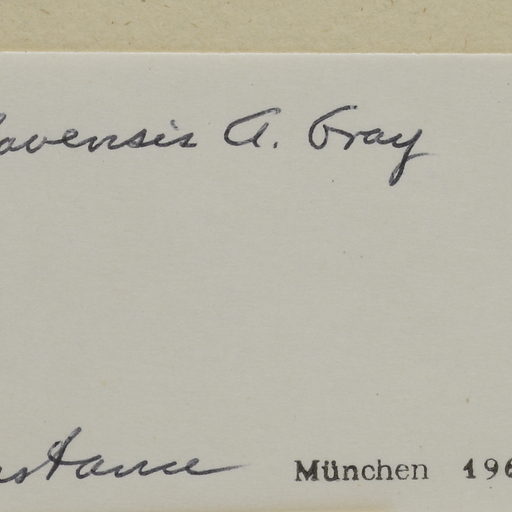 avensis A. Gray
stance München 196